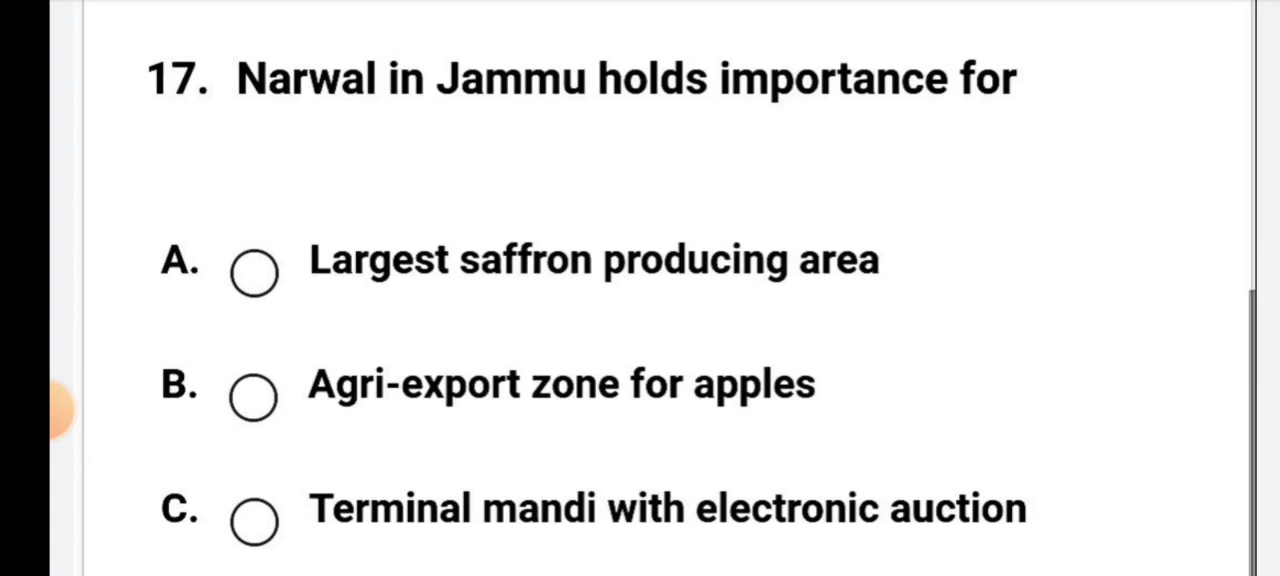 17. Narwal in Jammu holds importance for
A. Largest saffron producing area
B. Agri-export zone for apples
C. Terminal mandi with electronic auction